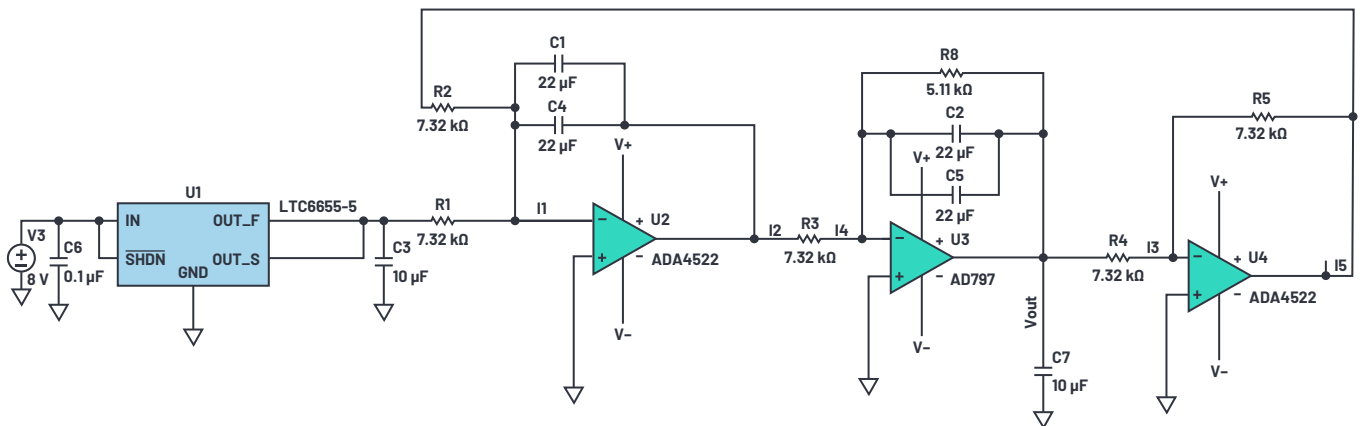 C1
22 µF
R8
5.11 kΩ
R2
7.32 kΩ
C4
22 µF
C2
22 µF
R5
7.32 kΩ
V+
V+
C5
22 µF
V+
U1
LTC6655-5
IN
OUT_F
SHDN
OUT_S
GND
V3
8 V
C6
0.1 µF
C3
10 µF
R1
7.32 kΩ
I1
−
+
+
−
U2
ADA4522
V−
I2
R3
7.32 kΩ
I4
−
+
+
−
U3
AD797
V−
Vout
C7
10 µF
R4
7.32 kΩ
I3
−
+
+
−
U4
ADA4522
I5
V−